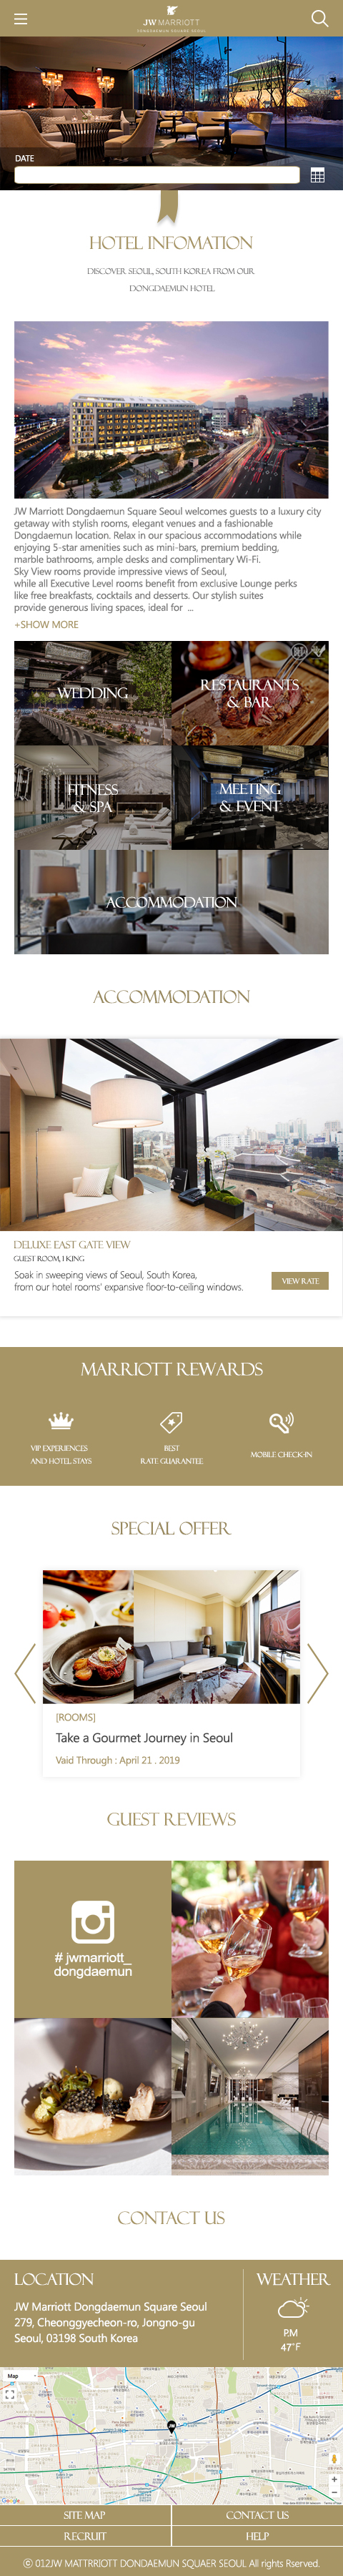 JW MARRIOTT
DONGDAEMUN SQUARE SEOUL
DATE
HOTEL INFOMATION
DISCOVER SEOUL, SOUTH KOREA FROM OUR
DONGDAEMUN HOTEL
JW Marriott Dongdaemun Square Seoul welcomes guests to a luxury city
getaway with stylish rooms, elegant venues and a fashionable
Dongdaemun location. Relax in our spacious accommodations while
enjoying 5-star amenities such as mini-bars, premium bedding,
marble bathrooms, ample desks and complimentary Wi-Fi.
Sky View rooms provide impressive views of Seoul,
while all Executive Level rooms benefit from exclusive Lounge perks
like free breakfasts, cocktails and desserts. Our stylish suites
provide generous living spaces, ideal for ...
+SHOW MORE
WEDDING
RESTAURANTS
& BAR
FITNESS
& SPA
MEETING
& EVENT
ACCOMMODATION
ACCOMMODATION
DELUXE EAST GATE VIEW
GUEST ROOM, 1 KING
Soak in sweeping views of Seoul, South Korea,
from our hotel rooms' expansive floor-to-ceiling windows.
VIEW RATE
MARRIOTT REWARDS
VIP EXPERIENCES
AND HOTEL STAYS
BEST
RATE GUARANTEE
MOBILE CHECK-IN
SPECIAL OFFER
[ROOMS]
Take a Gourmet Journey in Seoul
Vaid Through : April 21 . 2019
GUEST REVIEWS
# jwmarriott_
dongdaemun
CONTACT US
LOCATION
JW Marriott Dongdaemun Square Seoul
279, Cheonggyecheon-ro, Jongno-gu
Seoul, 03198 South Korea
WEATHER
P.M
47°F
Map
Google
SITE MAP
CONTACT US
RECRUIT
HELP
ⓒ 012JW MATTRRIOTT DONDAEMUN SQUAER SEOUL All rights Rserved.